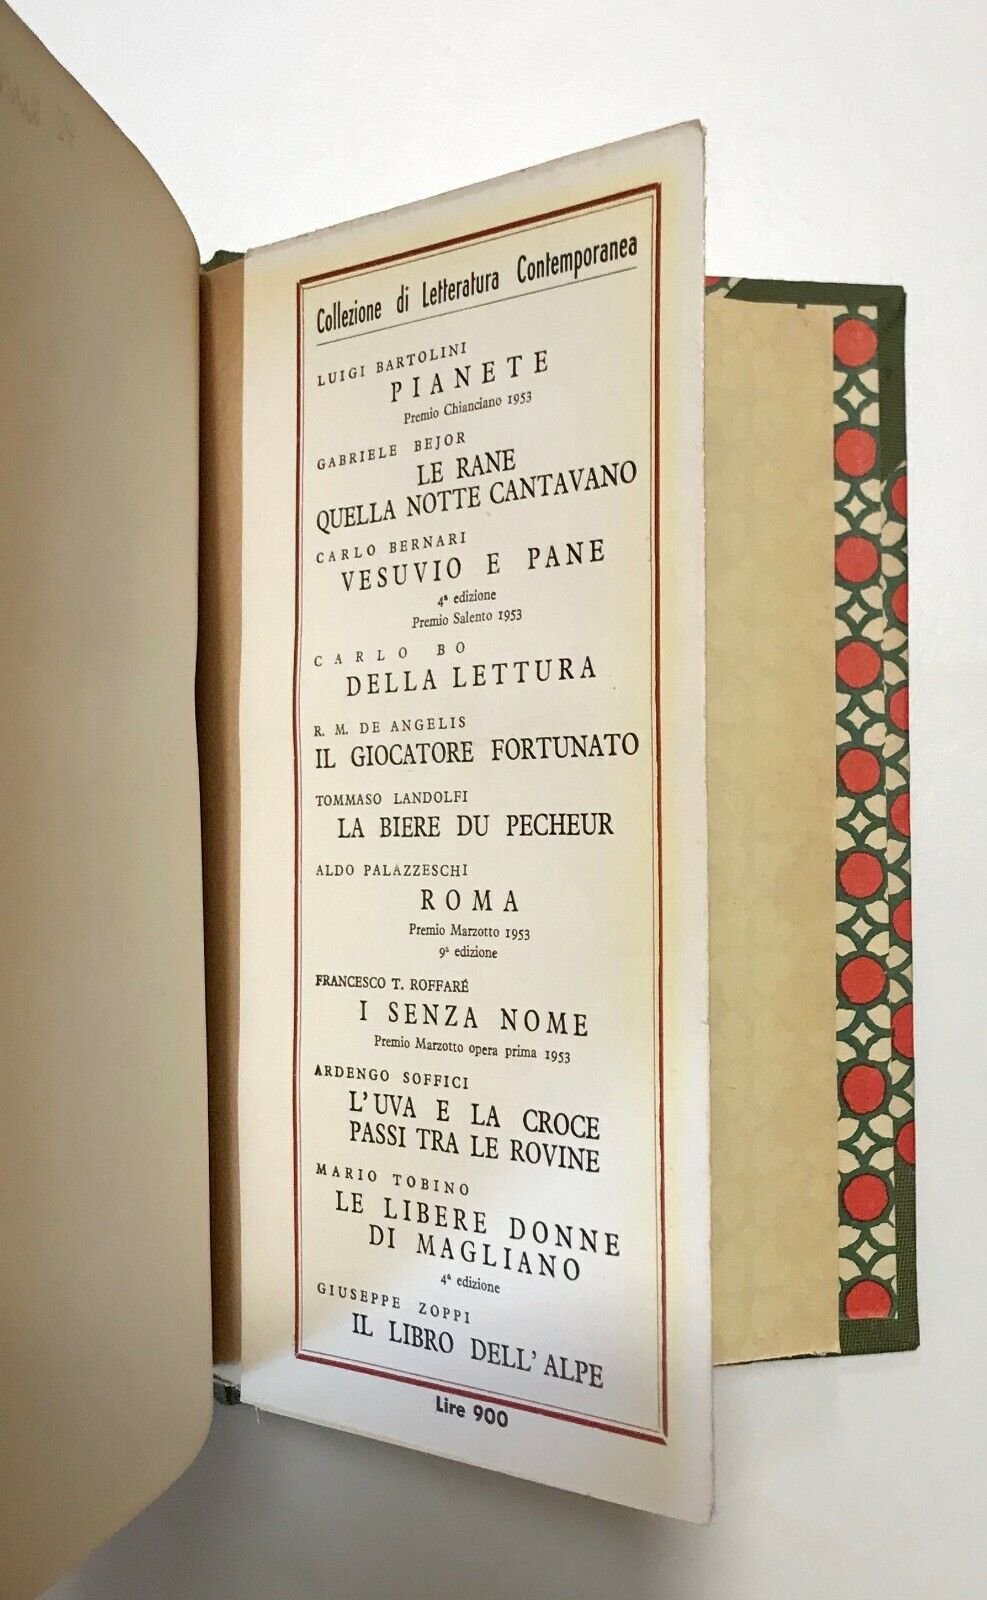 Collezione di Letteratura Contemporanea
LUIGI BARTOLINI
PIANETE
Premio Chianciano 1953
GABRIELE BEJOR
LE RANE
QUELLA NOTTE CANTAVANO
CARLO BERNARI
VESUVIO E PANE
4ª edizione
Premio Salento 1953
CARLO BO
DELLA LETTURA
R. M. DE ANGELIS
IL GIOCATORE FORTUNATO
TOMMASO LANDOLFI
LA BIERE DU PECHEUR
ALDO PALAZZESCHI
ROMA
Premio Marzotto 1953
9ª edizione
FRANCESCO T. ROFFARÉ
I SENZA NOME
Premio Marzotto opera prima 1953
ARDENGO SOFFICI
L'UVA E LA CROCE
PASSI TRA LE ROVINE
MARIO TOBINO
LE LIBERE DONNE
DI MAGLIANO
4ª edizione
GIUSEPPE ZOPPI
IL LIBRO DELL'ALPE
Lire 900